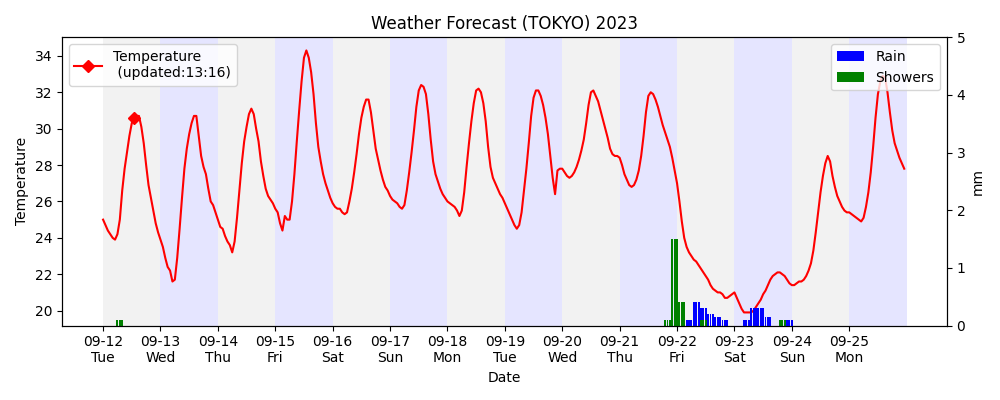 Weather Forecast (TOKYO) 2023
Temperature
(updated:13:16)
Rain
Showers
Temperature
34
32
30
28
26
24
22
20
5
4
3
2
1
0
mm
09-12 09-13 09-14 09-15 09-16 09-17 09-18 09-19 09-20 09-21 09-22 09-23 09-24 09-25
Tue Wed Thu Fri Sat Sun Mon Tue Wed Thu Fri Sat Sun Mon
Date